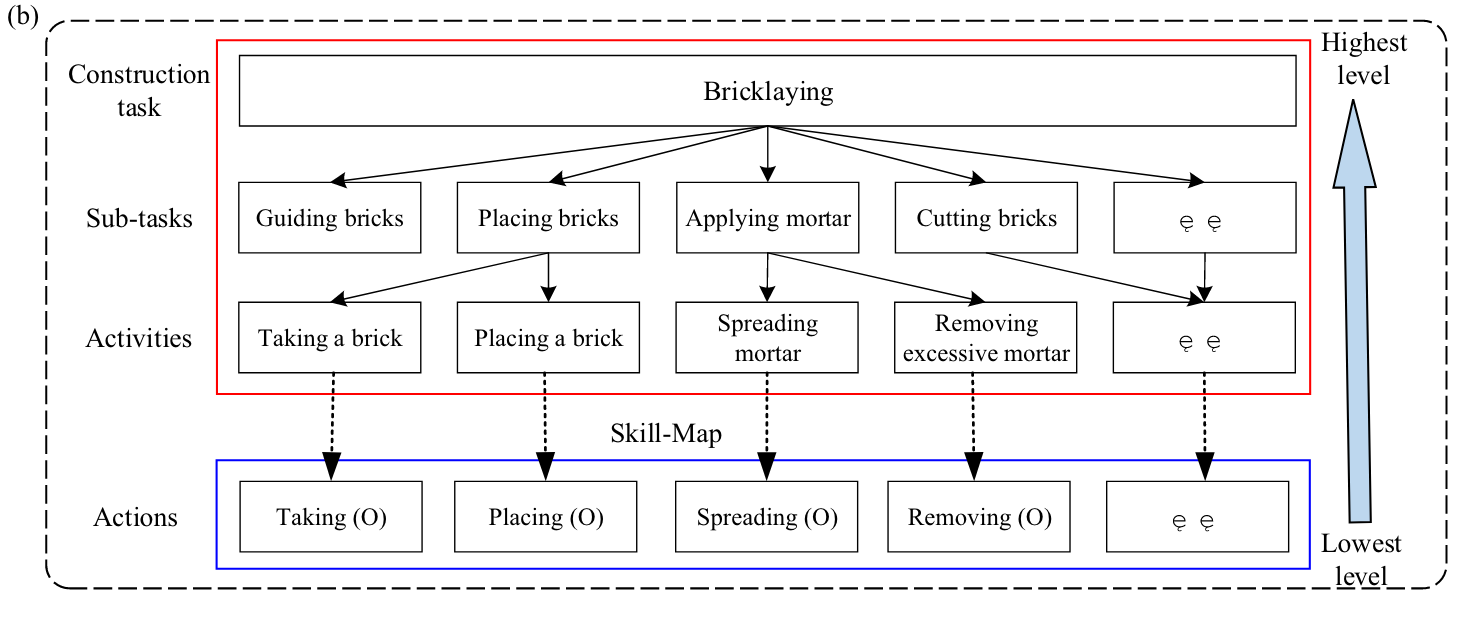 (b)
Highest
level
Construction
task
Bricklaying
Sub-tasks
Guiding bricks
Placing bricks
Applying mortar
Cutting bricks
ę ę
Activities
Taking a brick
Placing a brick
Spreading
mortar
Removing
excessive mortar
ę ę
Skill-Map
Actions
Taking (O)
Placing (O)
Spreading (O)
Removing (O)
ę ę
Lowest
level